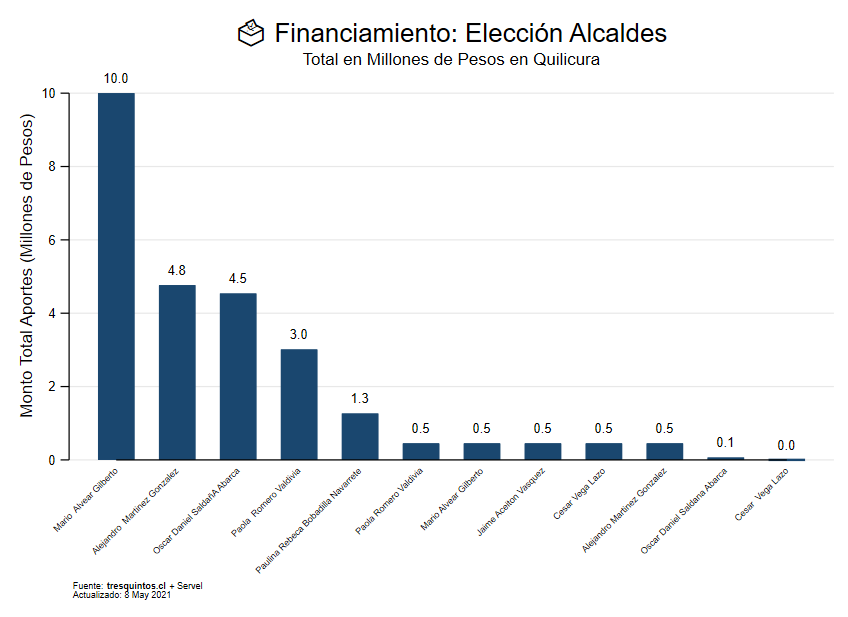 Financiamiento: Elección Alcaldes
Total en Millones de Pesos en Quilicura
Monto Total Aportes (Millones de Pesos)
10
8
6
4
2
0
10.0
4.8
4.5
3.0
1.3
0.5
0.5
0.5
0.5
0.5
0.1
0.0
Mario  Alvear Gilberto
Alejandro  Martinez Gonzalez
Oscar Daniel SaldañA Abarca
Paola  Romero Valdivia
Paulina Rebeca Bobadilla Navarrete
Paola Romero Valdivia
Mario Alvear Gilberto
Jaime Aceiton Vasquez
Cesar Vega Lazo
Alejandro Martinez Gonzalez
Oscar Daniel Saldana Abarca
Cesar  Vega Lazo
Fuente: tresquintos.cl + Servel
Actualizado: 8 May 2021